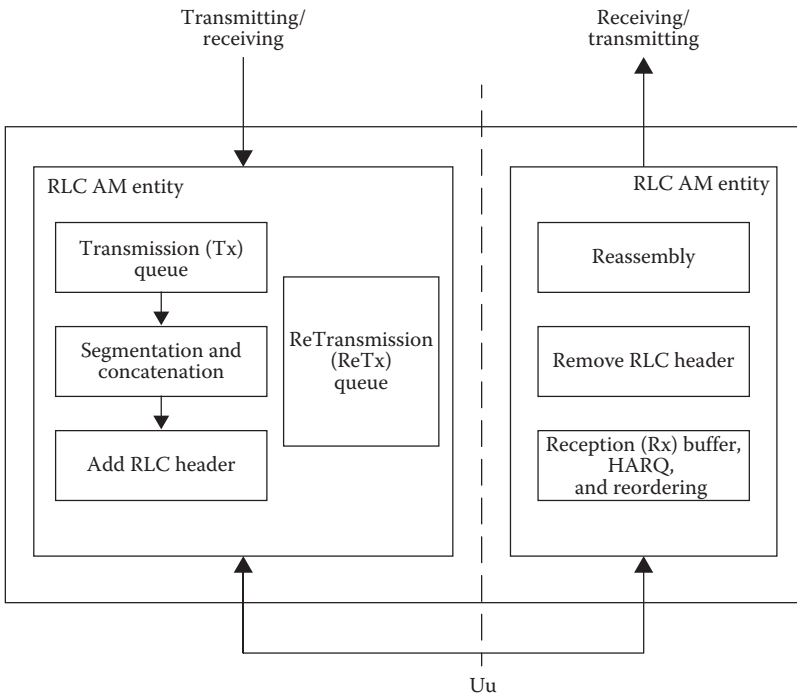 Transmitting/
receiving
Receiving/
transmitting
RLC AM entity
Transmission (Tx)
queue
Segmentation and
concatenation
Add RLC header
ReTransmission
(ReTx)
queue
RLC AM entity
Reassembly
Remove RLC header
Reception (Rx) buffer,
HARQ,
and reordering
Uu